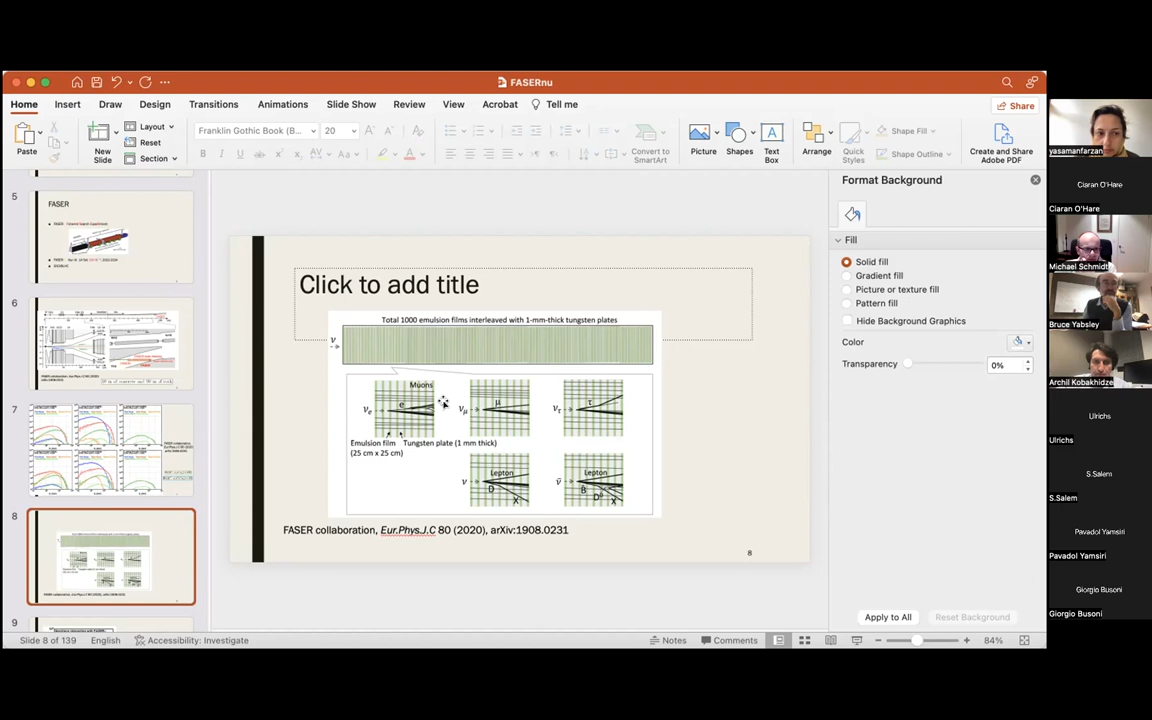 FASERnu
Home Insert Draw Design Transitions Animations Slide Show Review View Acrobat Tell me
Share
Paste
New Slide
Layout
Reset
Section
Franklin Gothic Book (B...
20
Convert to SmartArt
Picture
Shapes
Text Box
Arrange
Quick Styles
Shape Fill
Shape Outline
Create and Share Adobe PDF
5
FASER
6
7
8
9
Click to add title
Total 1000 emulsion films interleaved with 1-mm-thick tungsten plates
ν
Muons
νe e
νμ μ
ντ τ
Emulsion film Tungsten plate (1 mm thick)
(25 cm x 25 cm)
ν Lepton D X
ν̄ Lepton B D⁰ X
FASER collaboration, Eur.Phys.J.C 80 (2020), arXiv:1908.0231
8
Format Background
Fill
Solid fill
Gradient fill
Picture or texture fill
Pattern fill
Hide Background Graphics
Color
Transparency 0%
Apply to All
Reset Background
Slide 8 of 139
English
Accessibility: Investigate
Notes
Comments
84%
yasamanfarzan
Ciaran O'Hare
Ciaran O'Hare
Michael Schmidt
Bruce Yabsley
Archil Kobakhidze
Ulrichs
Ulrichs
S.Salem
S.Salem
Pavadol Yamsiri
Pavadol Yamsiri
Giorgio Busoni
Giorgio Busoni